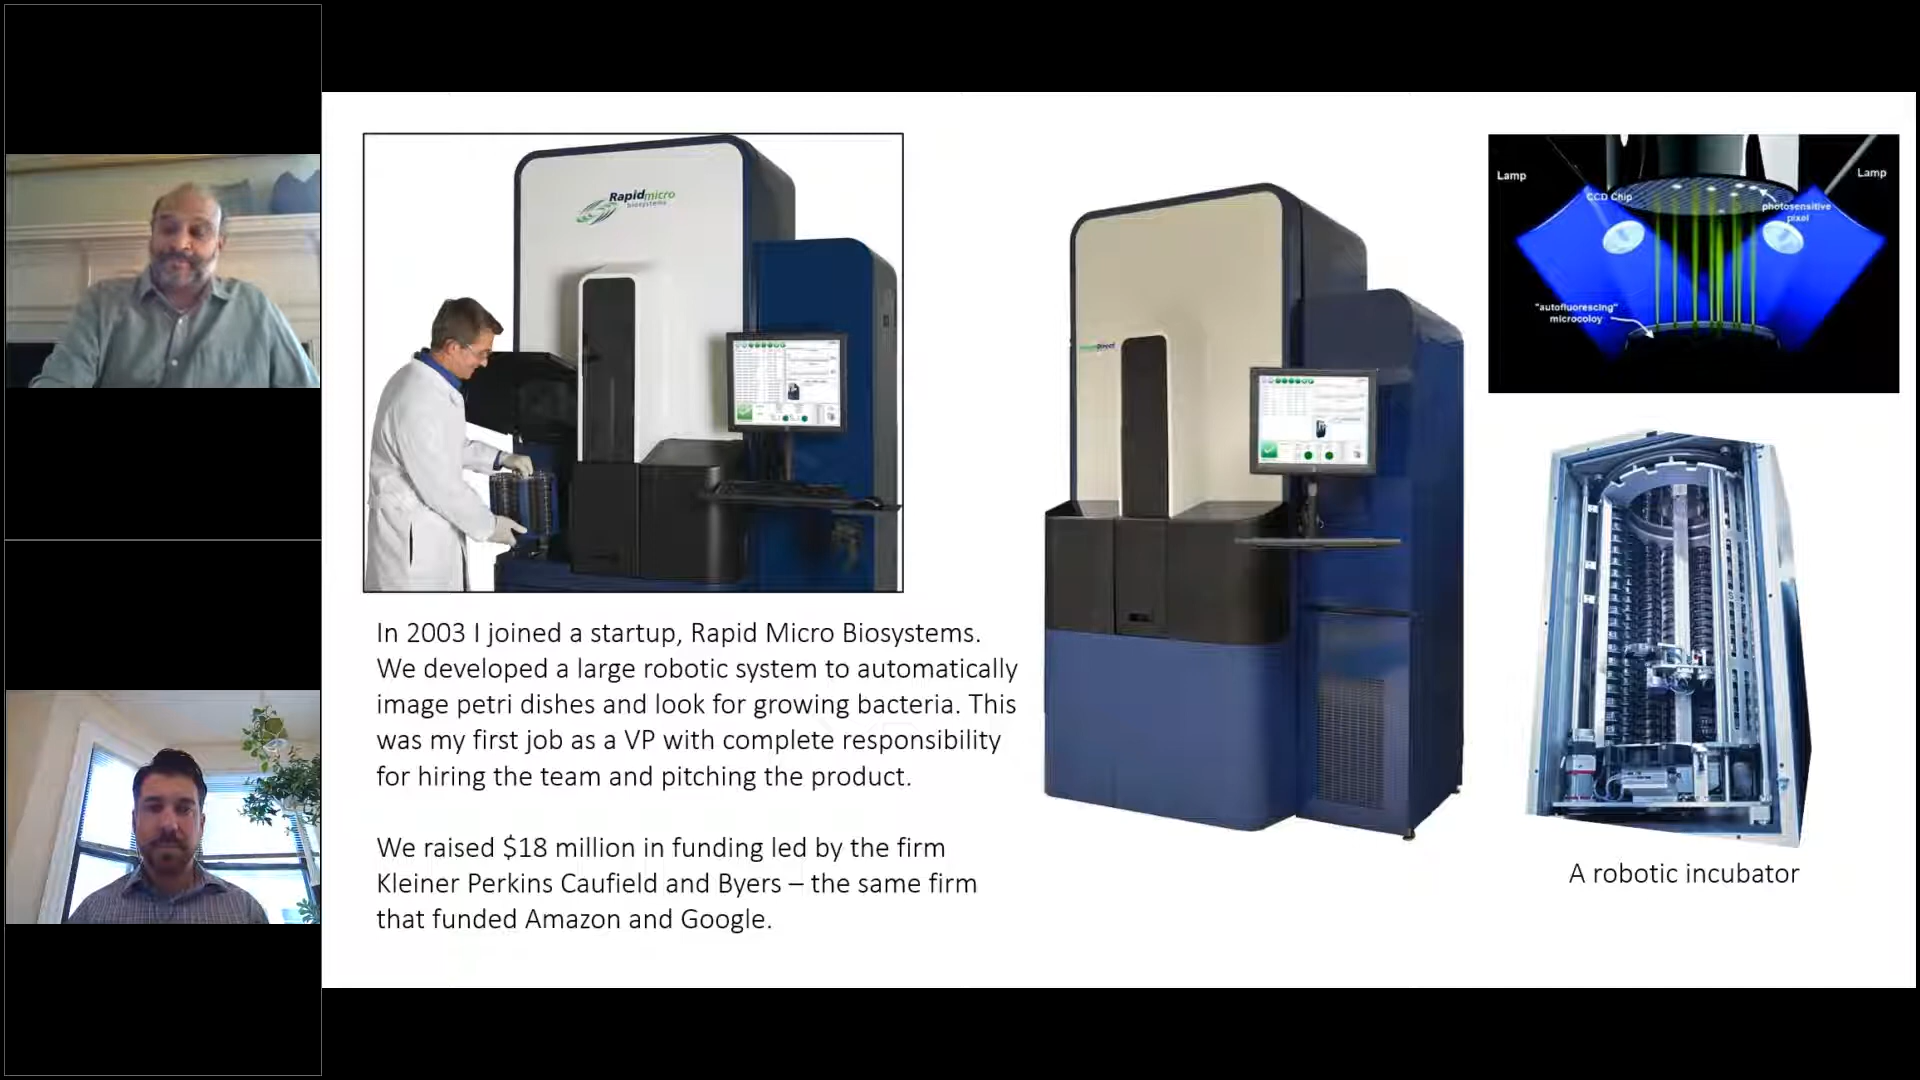 Rapidmicro
biosystems
In 2003 I joined a startup, Rapid Micro Biosystems.
We developed a large robotic system to automatically
image petri dishes and look for growing bacteria. This
was my first job as a VP with complete responsibility
for hiring the team and pitching the product.
We raised $18 million in funding led by the firm
Kleiner Perkins Caufield and Byers – the same firm
that funded Amazon and Google.
Lamp
Lamp
CCD Chip
photosensitive
pixel
"autofluorescing"
microcoloy
A robotic incubator